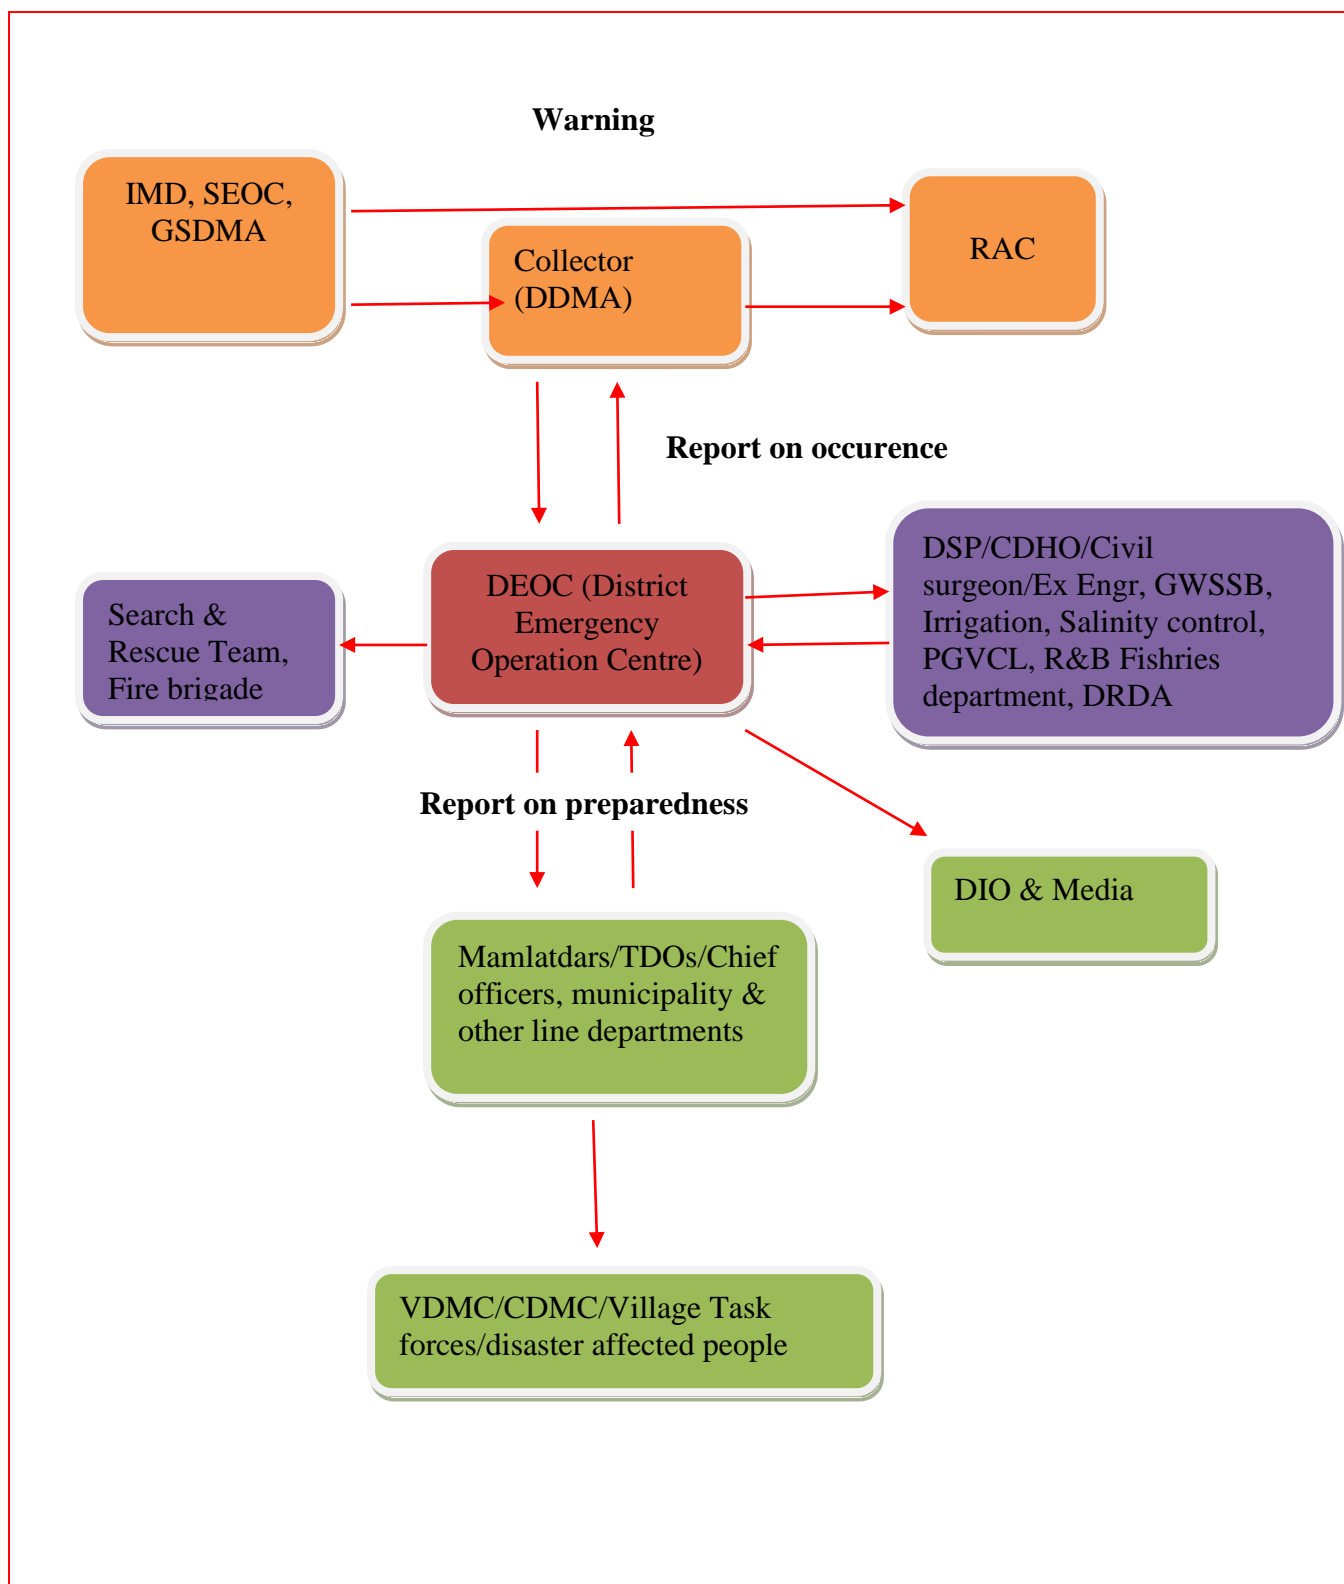 Warning
IMD, SEOC,
GSDMA
Collector
(DDMA)
RAC
Report on occurence
DSP/CDHO/Civil
surgeon/Ex Engr, GWSSB,
Irrigation, Salinity control,
PGVCL, R&B Fishries
department, DRDA
DEOC (District
Emergency
Operation Centre)
Search &
Rescue Team,
Fire brigade
Report on preparedness
DIO & Media
Mamlatdars/TDOs/Chief
officers, municipality &
other line departments
VDMC/CDMC/Village Task
forces/disaster affected people